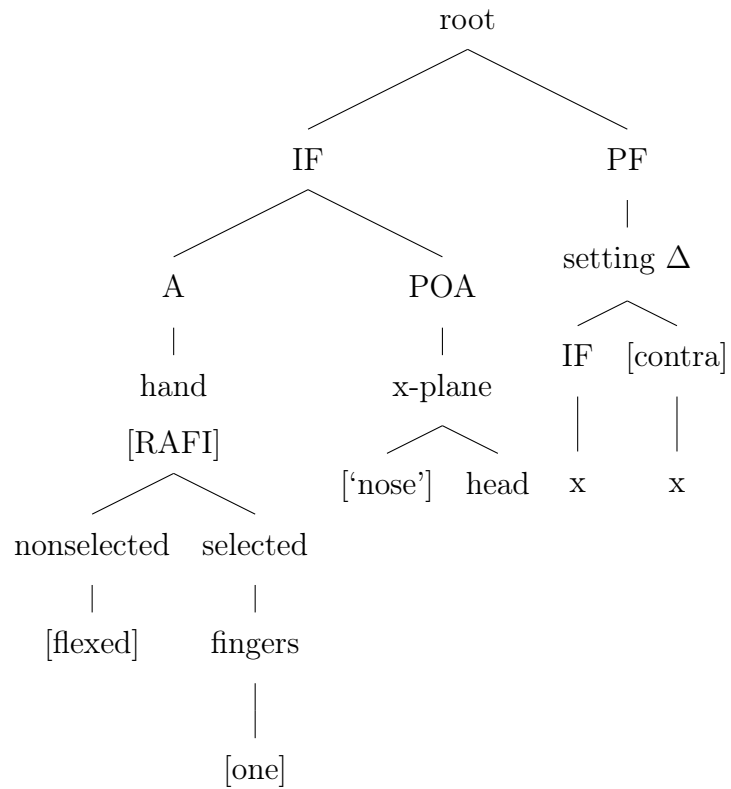 root
IF PF
setting Δ
A POA
IF [contra]
hand x-plane
[RAFI]
['nose'] head x x
nonselected selected
[flexed] fingers
[one]